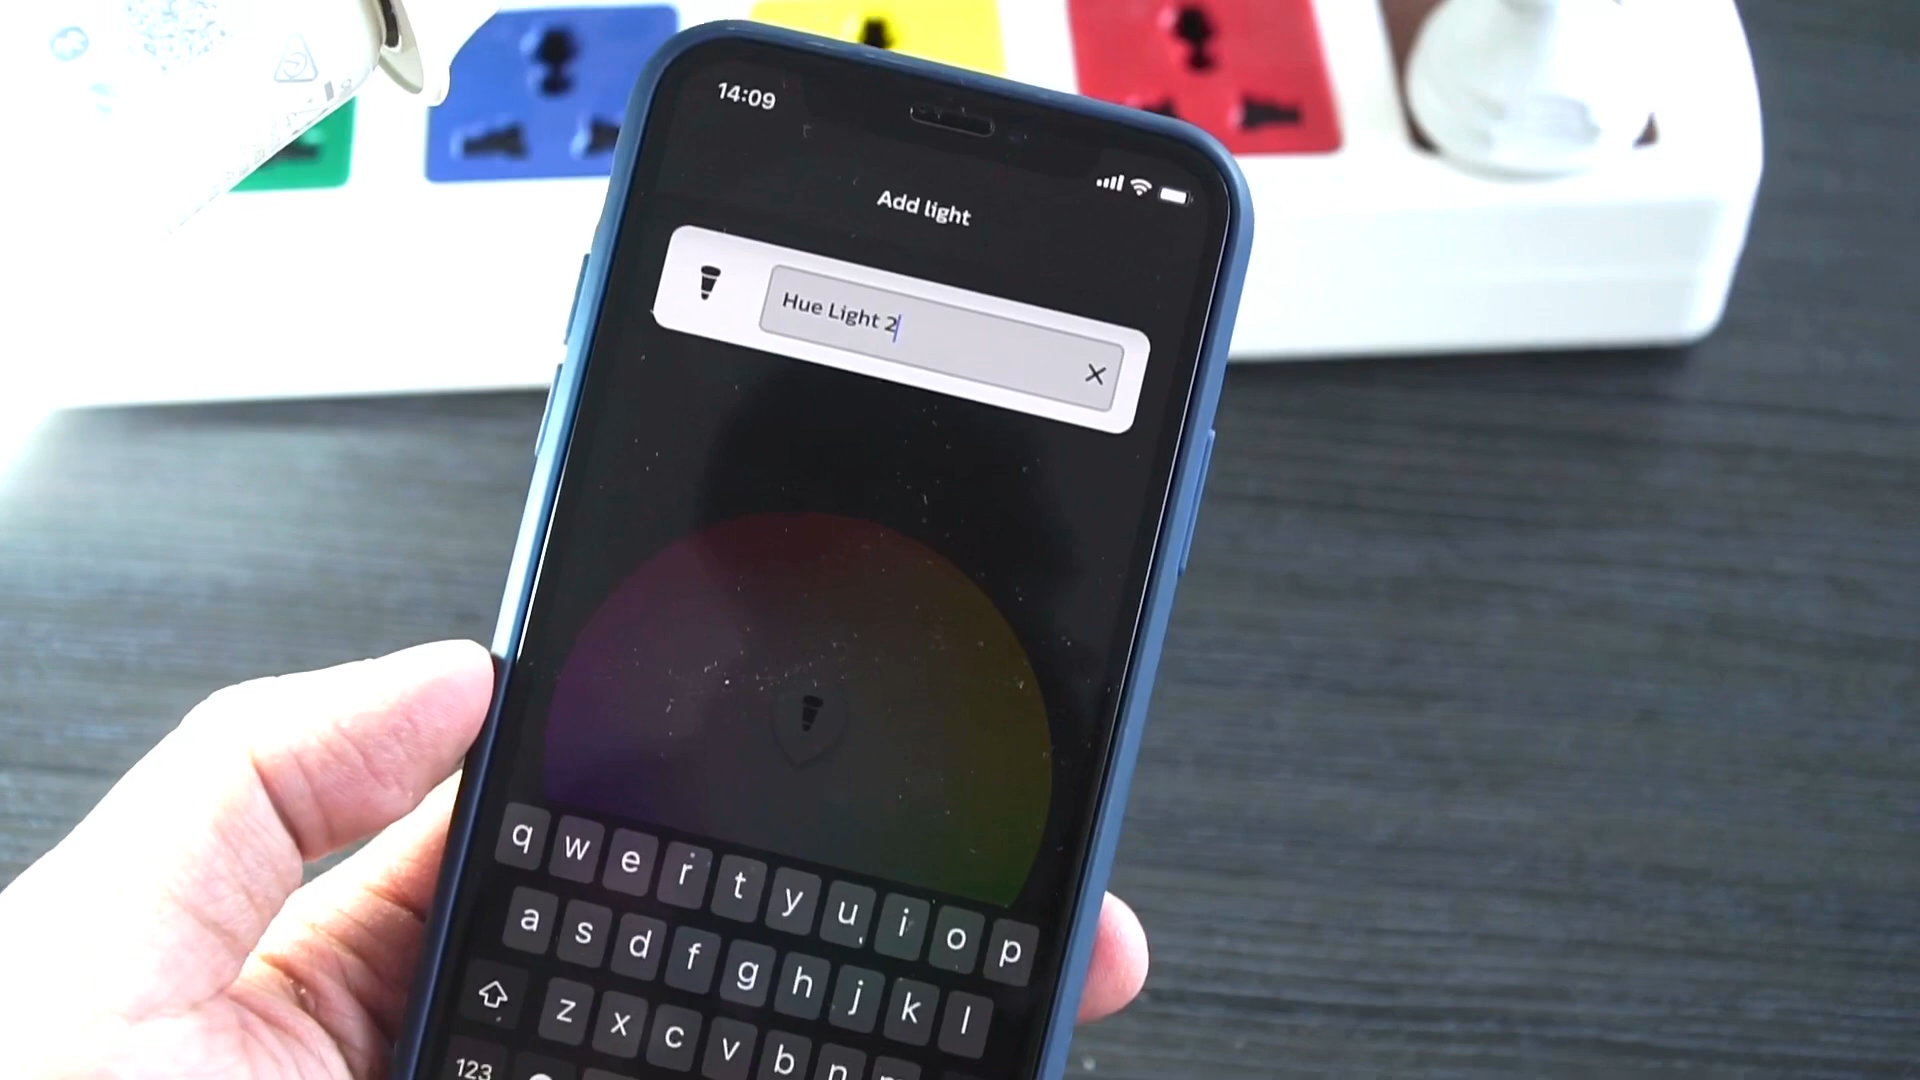 14:09
Add light
Hue Light 2
q w e r t y u i o p
a s d f g h j k l
z x c v b n
123